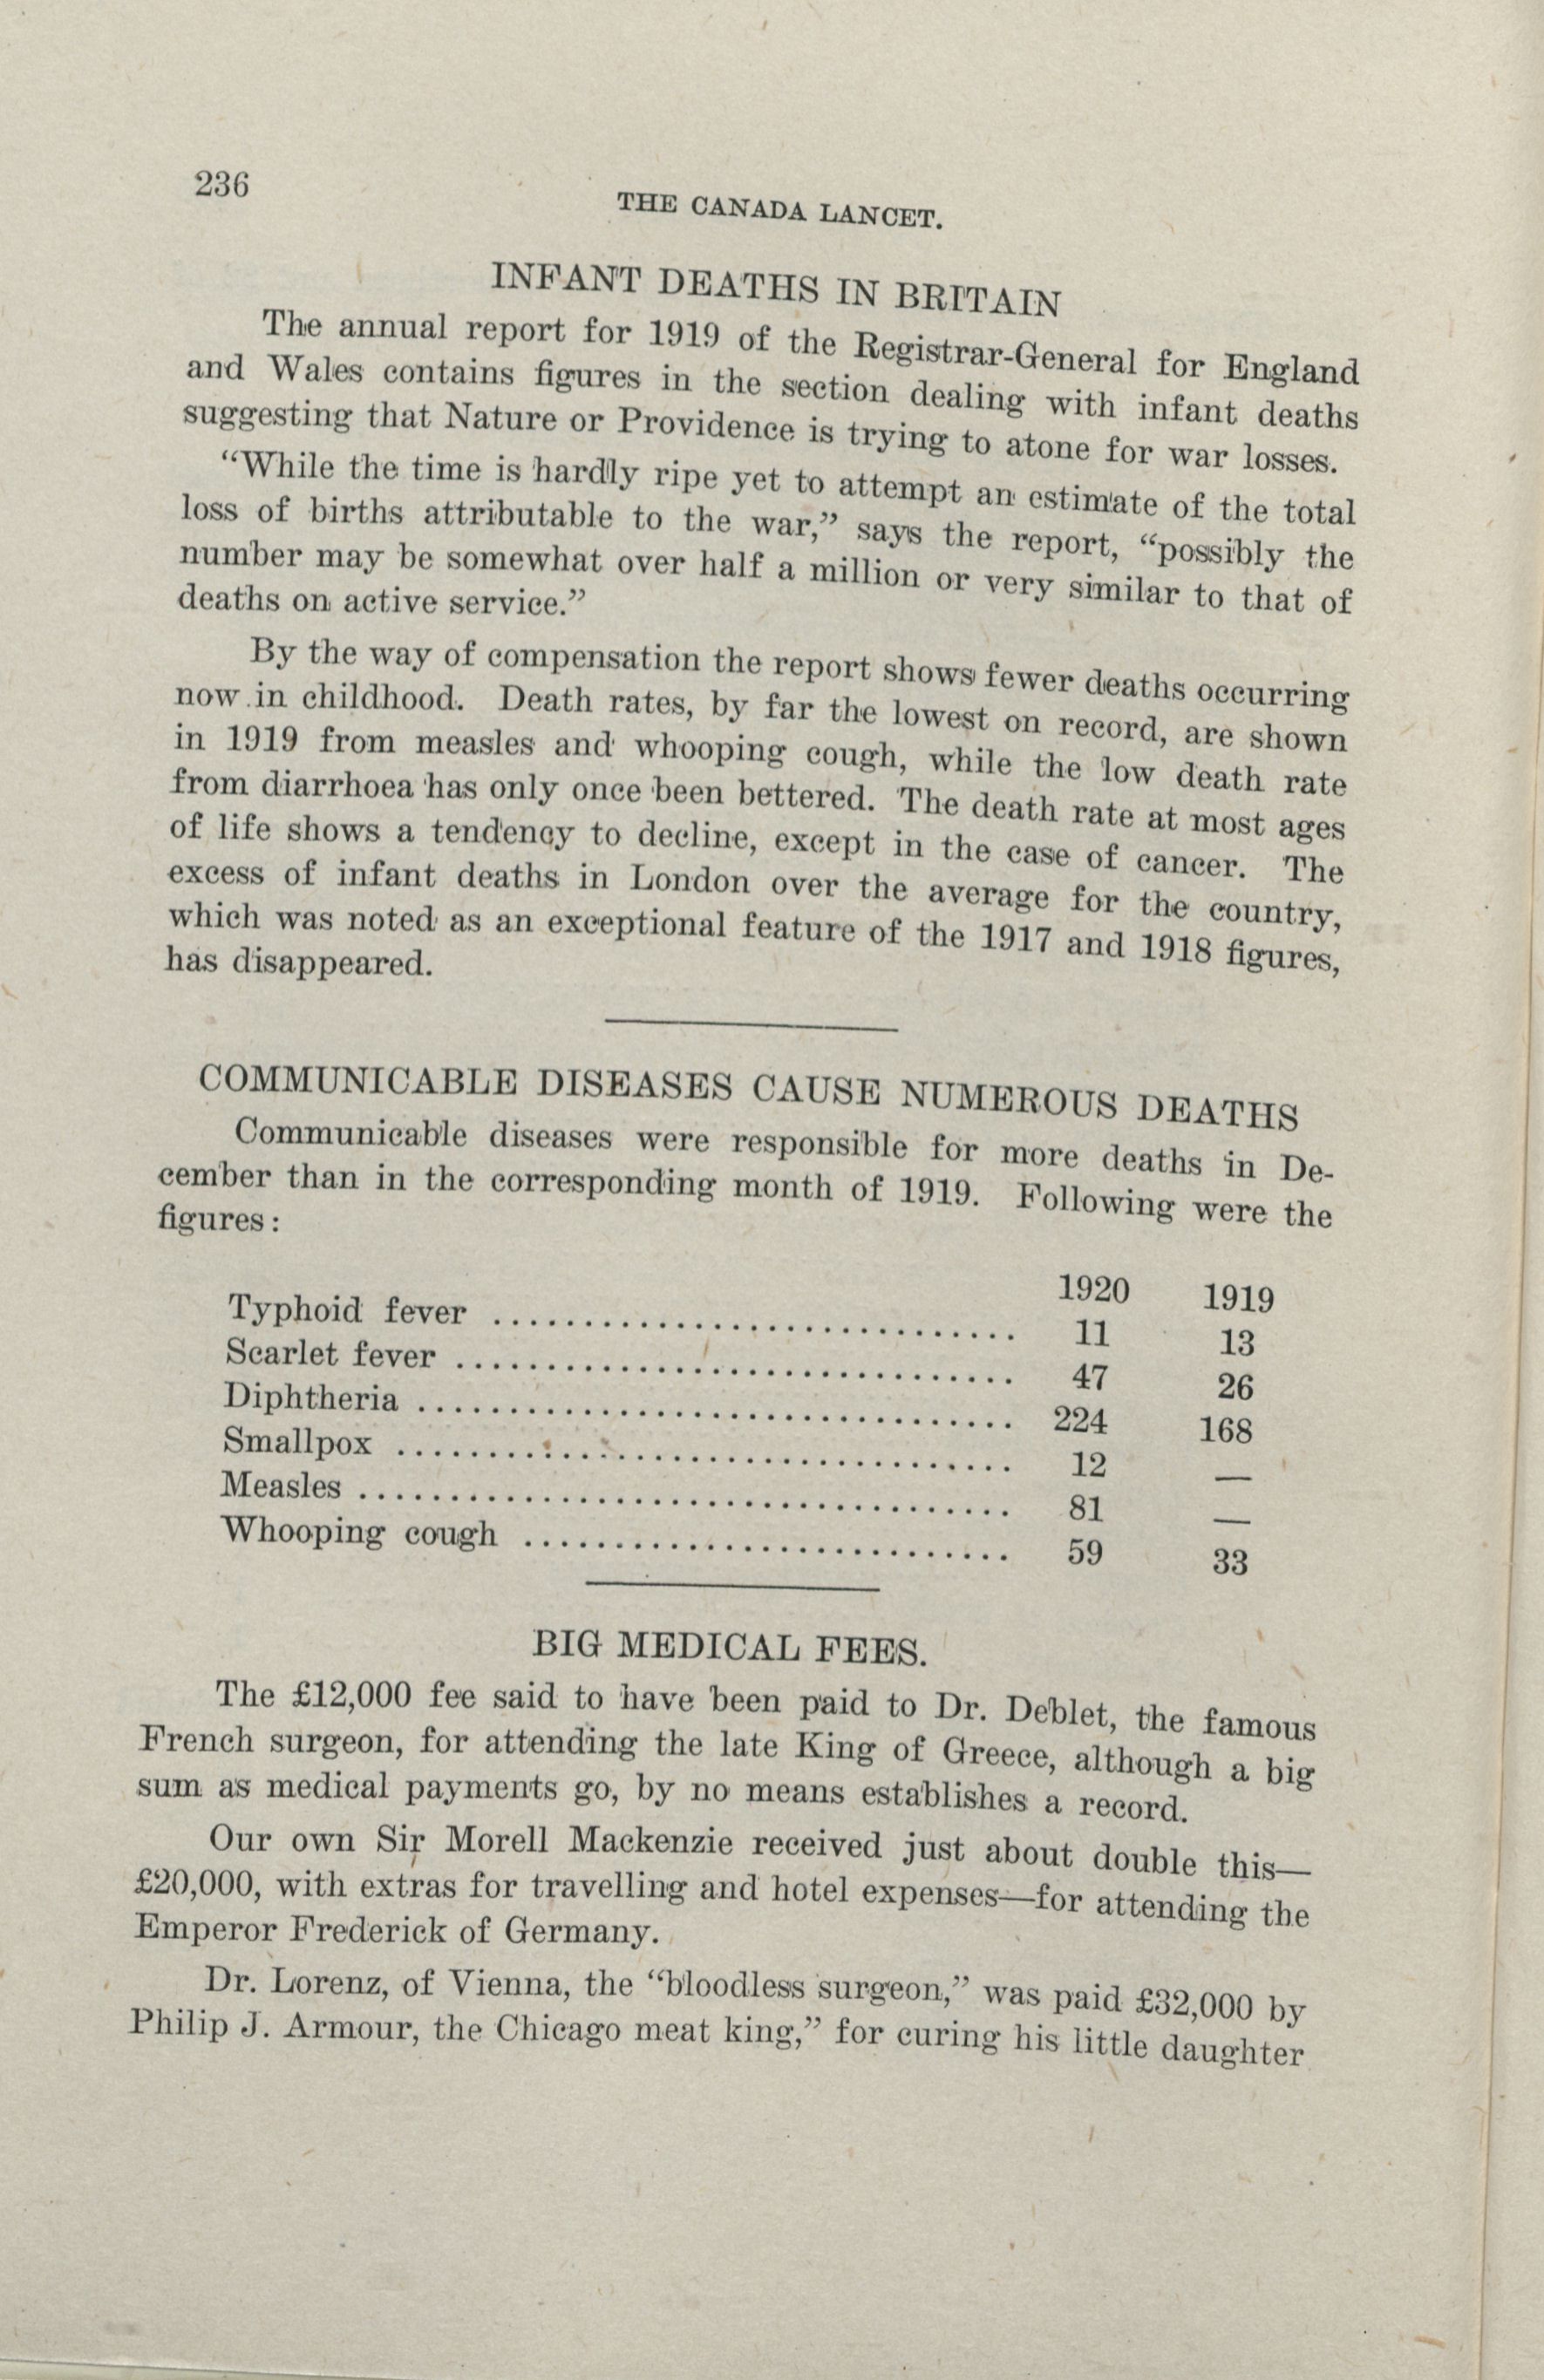 236
THE CANADA LANCET.
INFANT DEATHS IN BRITAIN
The annual report for 1919 of the Registrar-General for England
and Wales contains figures in the section dealing with infant deaths
suggesting that Nature or Providence is trying to atone for war losses.
“While the time is hardly ripe yet to attempt an estimate of the total
loss of births attributable to the war,” says the report, “possibly the
number may be somewhat over half a million or very similar to that of
deaths on active service.”
By the way of compensation the report shows fewer deaths occurring
now in childhood. Death rates, by far the lowest on record, are shown
in 1919 from measles and whooping cough, while the low death rate
from diarrhoea has only once been bettered. The death rate at most ages
of life shows a tendency to decline, except in the case of cancer. The
excess of infant deaths in London over the average for the country,
which was noted as an exceptional feature of the 1917 and 1918 figures,
has disappeared.
COMMUNICABLE DISEASES CAUSE NUMEROUS DEATHS
Communicable diseases were responsible for more deaths in De-
cember than in the corresponding month of 1919. Following were the
figures:
1920 1919
Typhoid fever .............................. 11 13
Scarlet fever ................................ 47 26
Diphtheria .................................. 224 168
Smallpox ................................... 12 —
Measles ..................................... 81 —
Whooping cough ............................ 59 33
BIG MEDICAL FEES.
The £12,000 fee said to have been paid to Dr. Deblet, the famous
French surgeon, for attending the late King of Greece, although a big
sum as medical payments go, by no means establishes a record.
Our own Sir Morell Mackenzie received just about double this—
£20,000, with extras for travelling and hotel expenses—for attending the
Emperor Frederick of Germany.
Dr. Lorenz, of Vienna, the “bloodless surgeon,” was paid £32,000 by
Philip J. Armour, the Chicago meat king,” for curing his little daughter